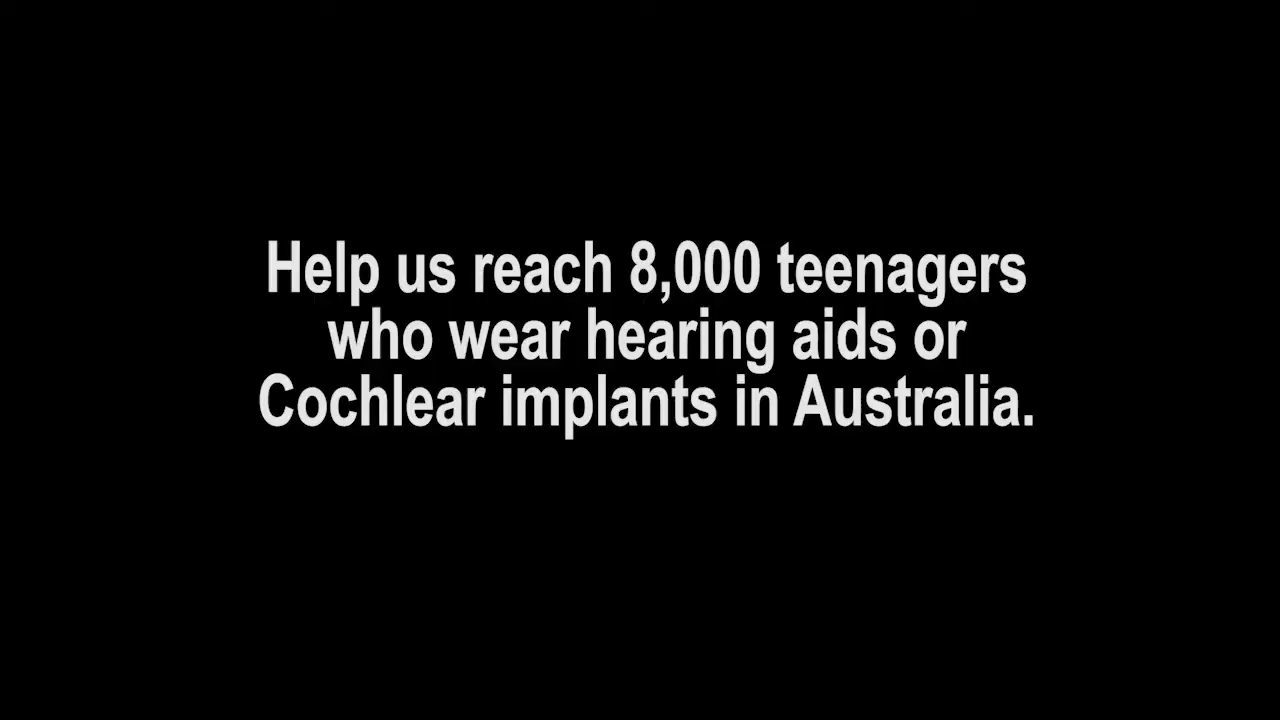 Help us reach 8,000 teenagers
who wear hearing aids or
Cochlear implants in Australia.